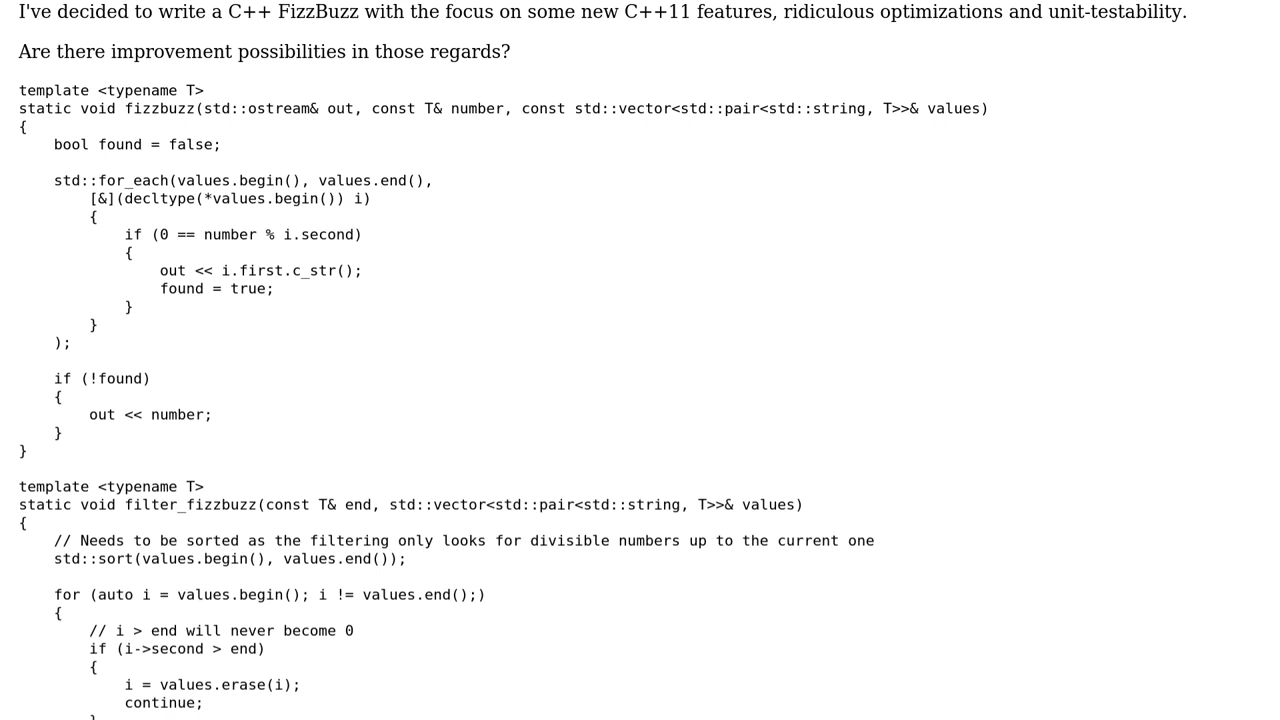 I've decided to write a C++ FizzBuzz with the focus on some new C++11 features, ridiculous optimizations and unit-testability.
Are there improvement possibilities in those regards?
template <typename T>
static void fizzbuzz(std::ostream& out, const T& number, const std::vector<std::pair<std::string, T>>& values)
{
    bool found = false;

    std::for_each(values.begin(), values.end(),
        [&](decltype(*values.begin()) i)
        {
            if (0 == number % i.second)
            {
                out << i.first.c_str();
                found = true;
            }
        }
    );

    if (!found)
    {
        out << number;
    }
}

template <typename T>
static void filter_fizzbuzz(const T& end, std::vector<std::pair<std::string, T>>& values)
{
    // Needs to be sorted as the filtering only looks for divisible numbers up to the current one
    std::sort(values.begin(), values.end());

    for (auto i = values.begin(); i != values.end();)
    {
        // i > end will never become 0
        if (i->second > end)
        {
            i = values.erase(i);
            continue;
        }